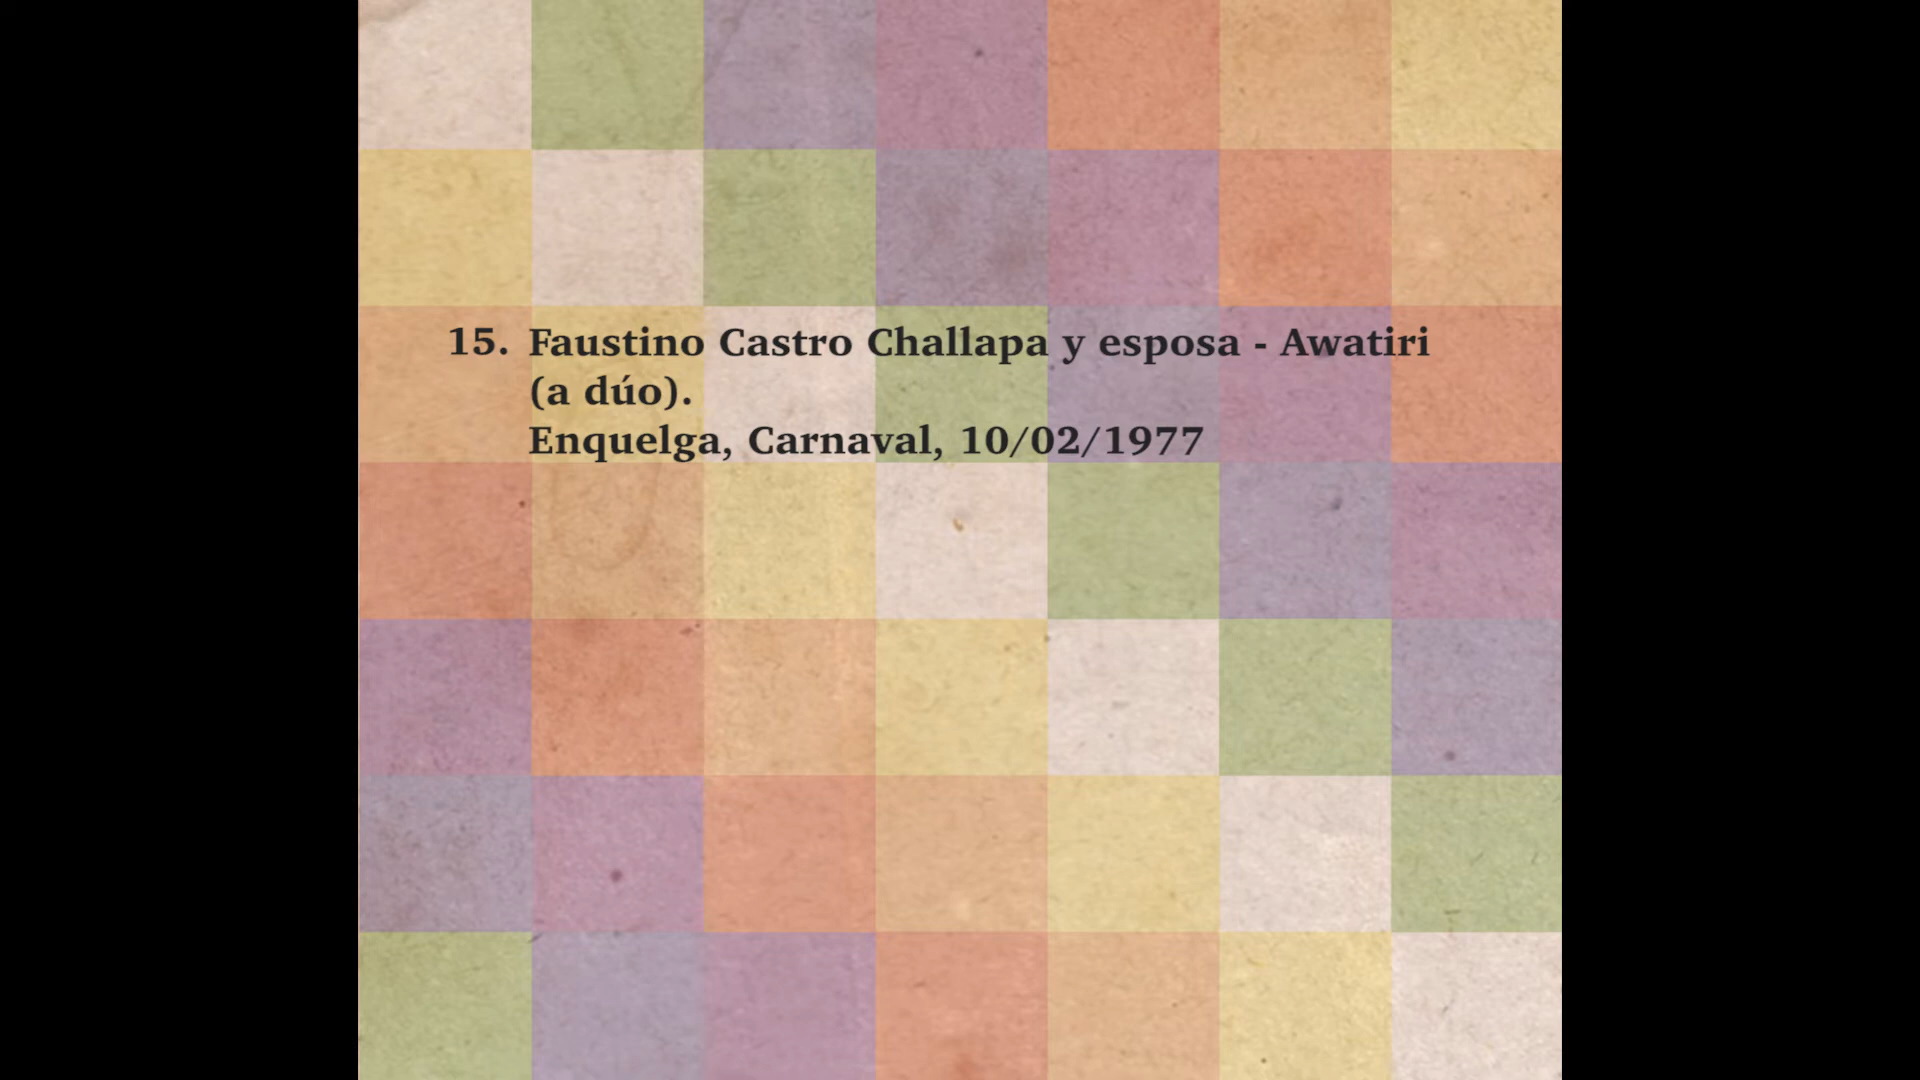 15. Faustino Castro Challapa y esposa - Awatiri
(a dúo).
Enquelga, Carnaval, 10/02/1977